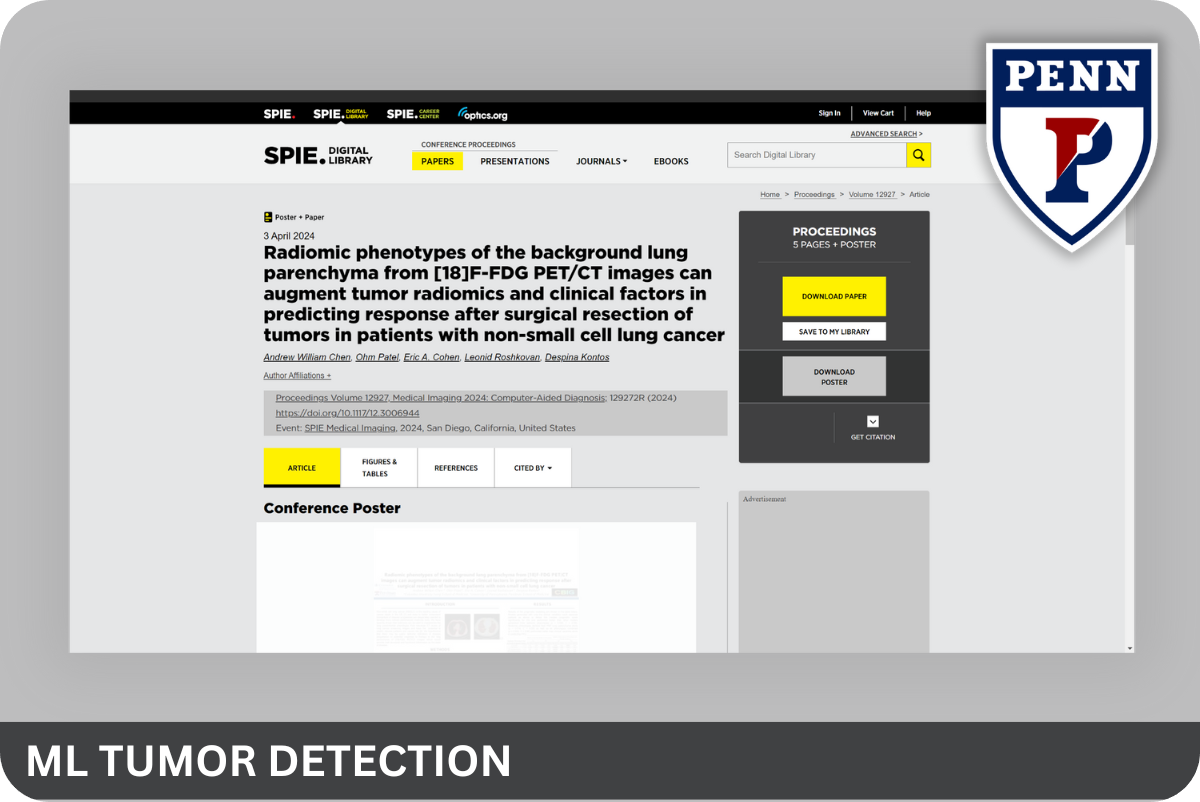 PENN
P
SPIE.
SPIE. DIGITAL LIBRARY
SPIE. CAREER CENTER
optics.org
Sign In
View Cart
Help
ADVANCED SEARCH >
SPIE. DIGITAL LIBRARY
CONFERENCE PROCEEDINGS
PAPERS
PRESENTATIONS
JOURNALS
EBOOKS
Search Digital Library
Home > Proceedings > Volume 12927 > Article
Poster + Paper
3 April 2024
Radiomic phenotypes of the background lung
parenchyma from [18]F-FDG PET/CT images can
augment tumor radiomics and clinical factors in
predicting response after surgical resection of
tumors in patients with non-small cell lung cancer
Andrew William Chen, Ohm Patel, Eric A. Cohen, Leonid Roshkovan, Despina Kontos
Author Affiliations +
Proceedings Volume 12927, Medical Imaging 2024: Computer-Aided Diagnosis; 129272R (2024)
https://doi.org/10.1117/12.3006944
Event: SPIE Medical Imaging, 2024, San Diego, California, United States
ARTICLE
FIGURES &
TABLES
REFERENCES
CITED BY
Conference Poster
PROCEEDINGS
5 PAGES + POSTER
DOWNLOAD PAPER
SAVE TO MY LIBRARY
DOWNLOAD
POSTER
GET CITATION
Advertisement
ML TUMOR DETECTION